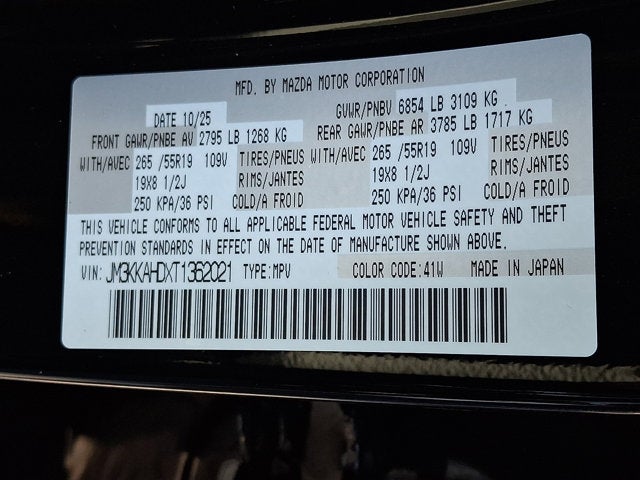 MFD. BY MAZDA MOTOR CORPORATION
DATE 10/25 GVWR/PNBV 6854 LB 3109 KG
FRONT GAWR/PNBE AV 2795 LB 1268 KG REAR GAWR/PNBE AR 3785 LB 1717 KG
WITH/AVEC 265 /55R19 109V TIRES/PNEUS WITH/AVEC 265 /55R19 109V TIRES/PNEUS
19X8 1/2J RIMS/JANTES 19X8 1/2J RIMS/JANTES
250 KPA/36 PSI COLD/A FROID 250 KPA/36 PSI COLD/A FROID
THIS VEHICLE CONFORMS TO ALL APPLICABLE FEDERAL MOTOR VEHICLE SAFETY AND THEFT
PREVENTION STANDARDS IN EFFECT ON THE DATE OF MANUFACTURE SHOWN ABOVE.
VIN: JM3KKAHDXT1362021 TYPE:MPV COLOR CODE:41W MADE IN JAPAN